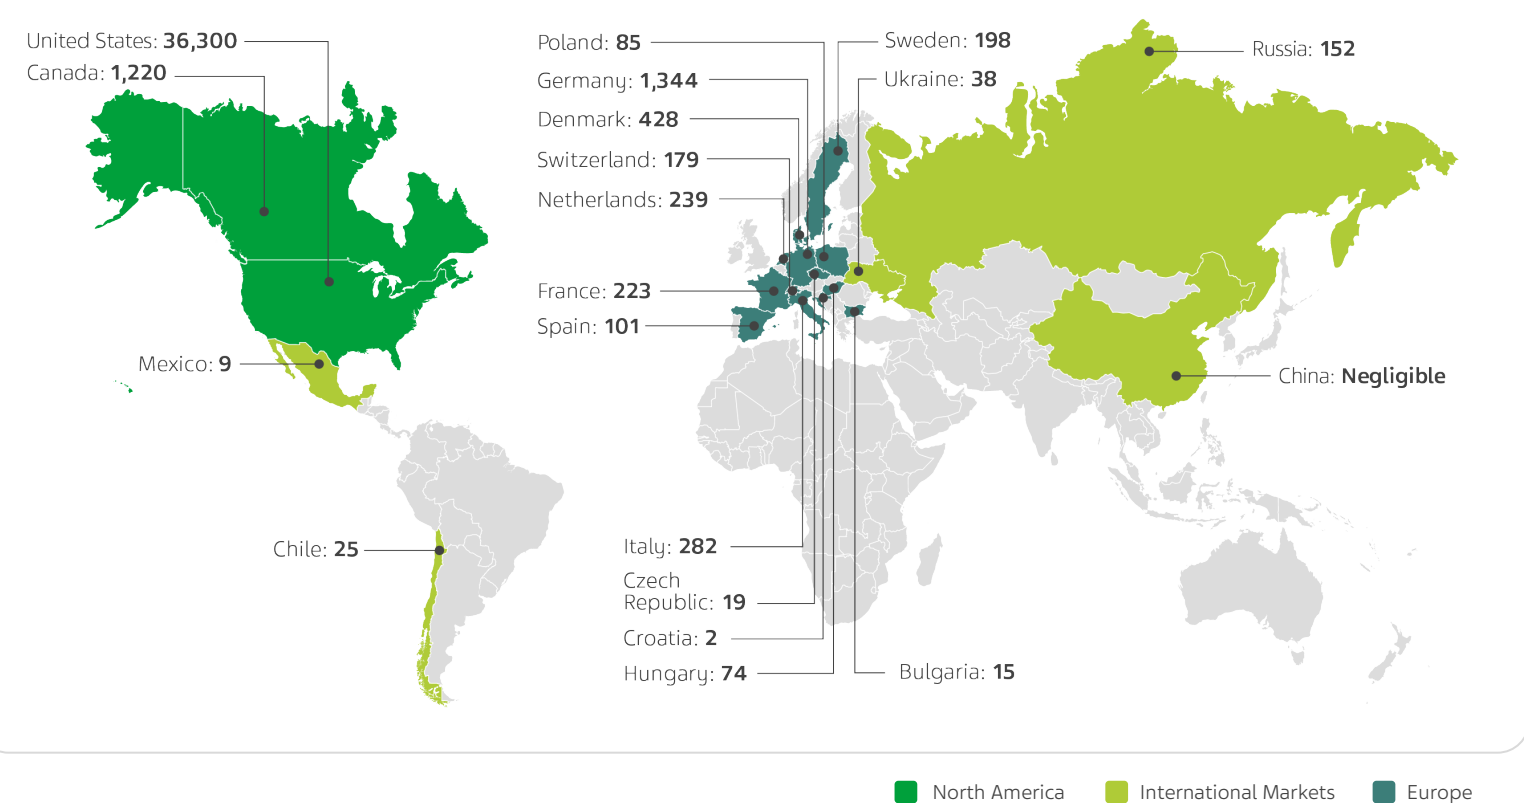 United States: 36,300
Canada: 1,220
Mexico: 9
Chile: 25
Poland: 85
Germany: 1,344
Denmark: 428
Switzerland: 179
Netherlands: 239
France: 223
Spain: 101
Italy: 282
Czech
Republic: 19
Croatia: 2
Hungary: 74
Sweden: 198
Ukraine: 38
Bulgaria: 15
Russia: 152
China: Negligible
North America
International Markets
Europe